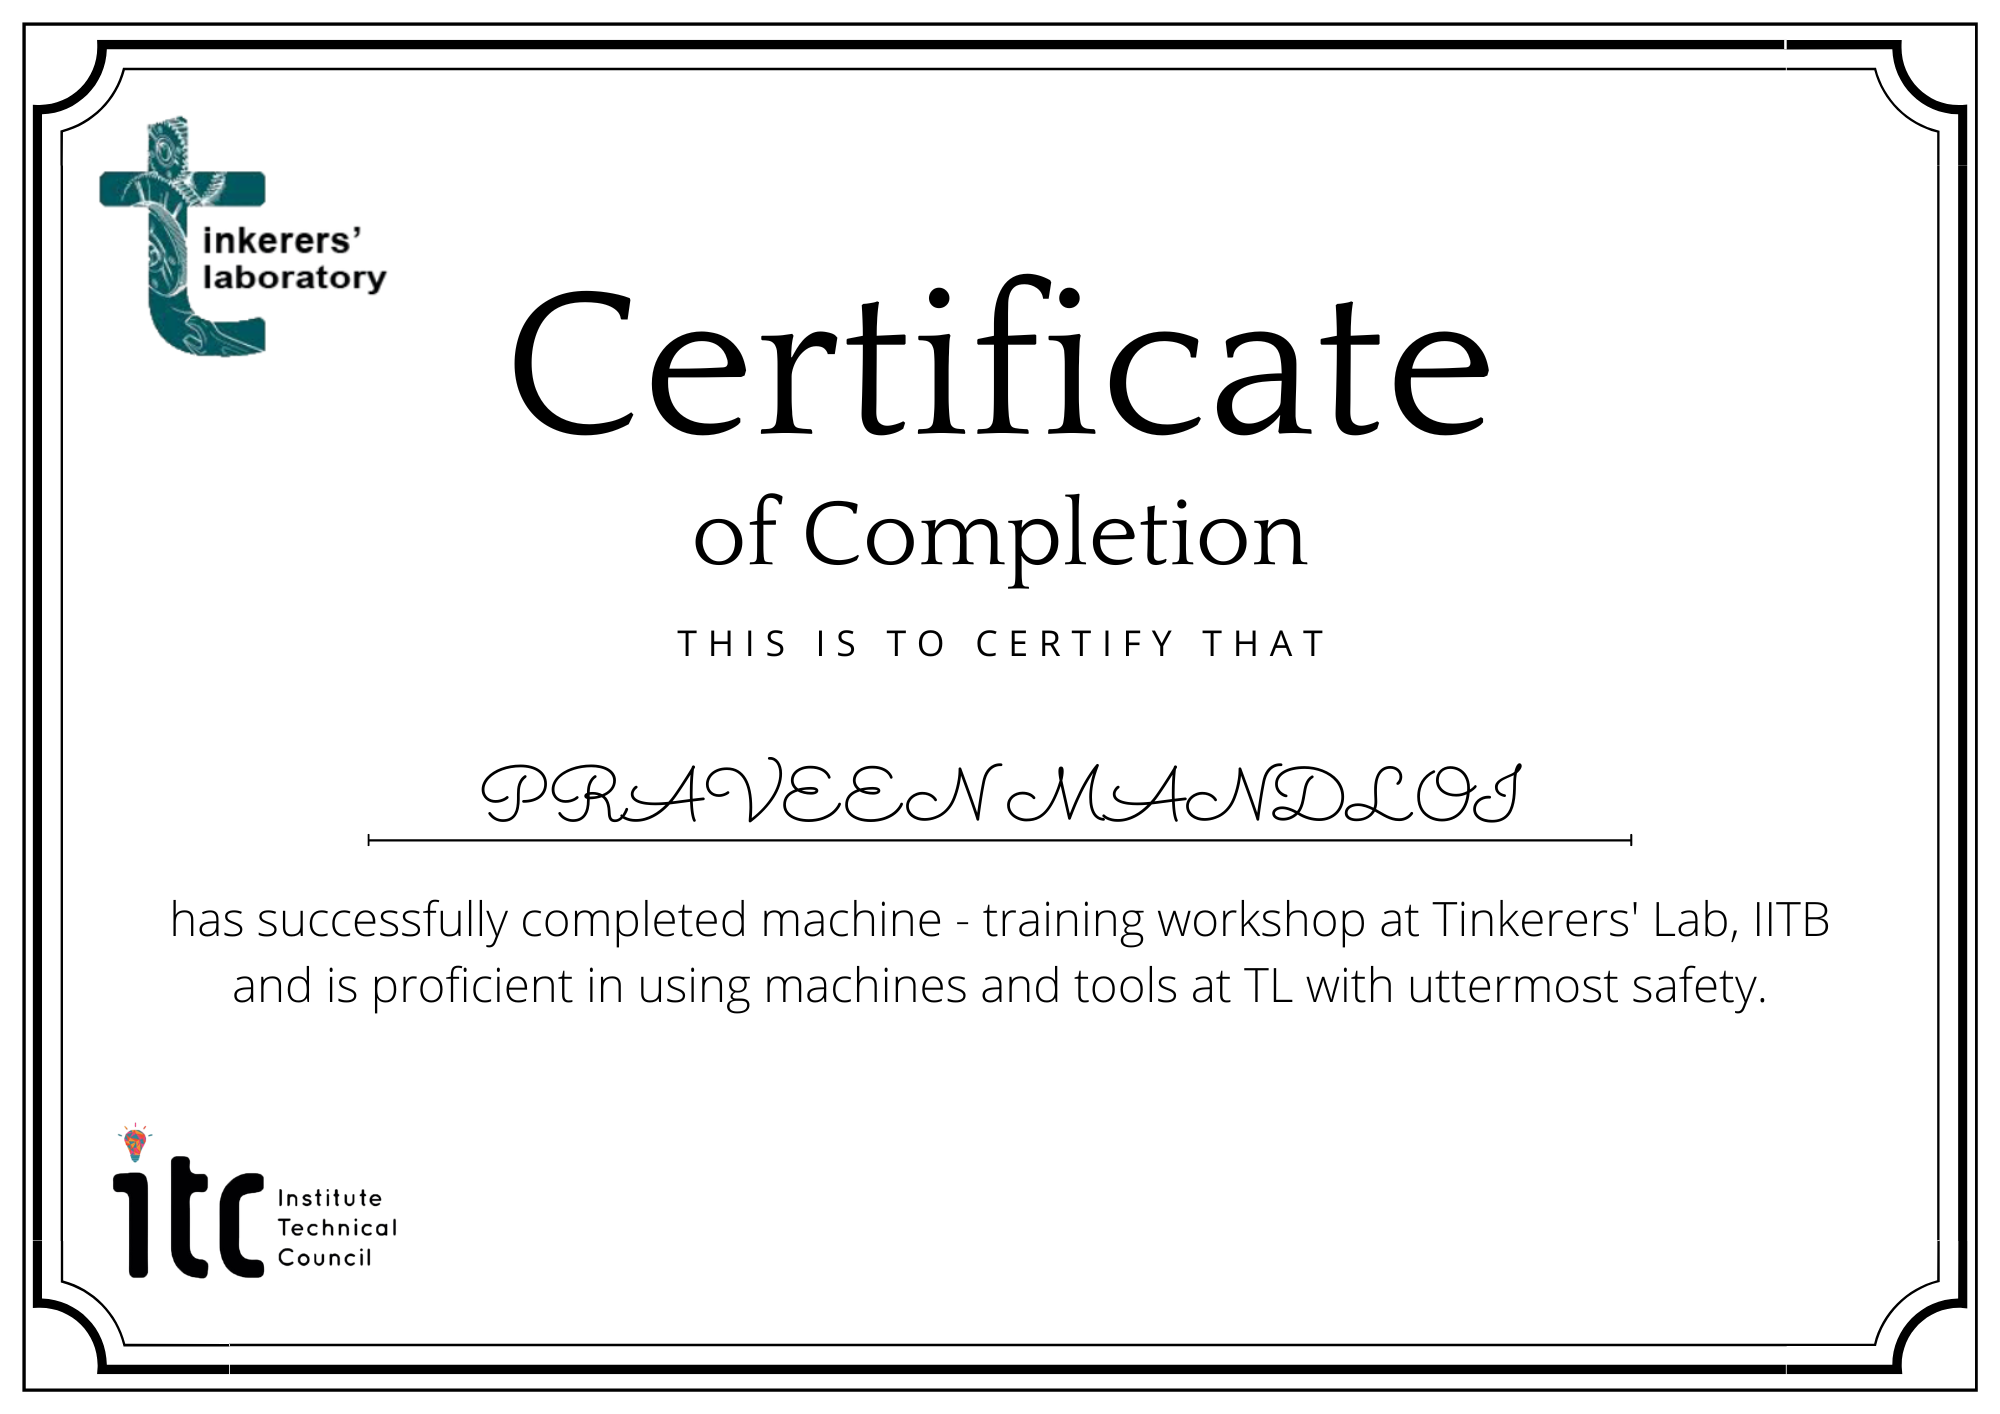 tinkerers’
laboratory
Certificate
of Completion
THIS IS TO CERTIFY THAT
PRAVEEN MANDLOI
has successfully completed machine - training workshop at Tinkerers' Lab, IITB
and is proficient in using machines and tools at TL with uttermost safety.
itc
Institute
Technical
Council